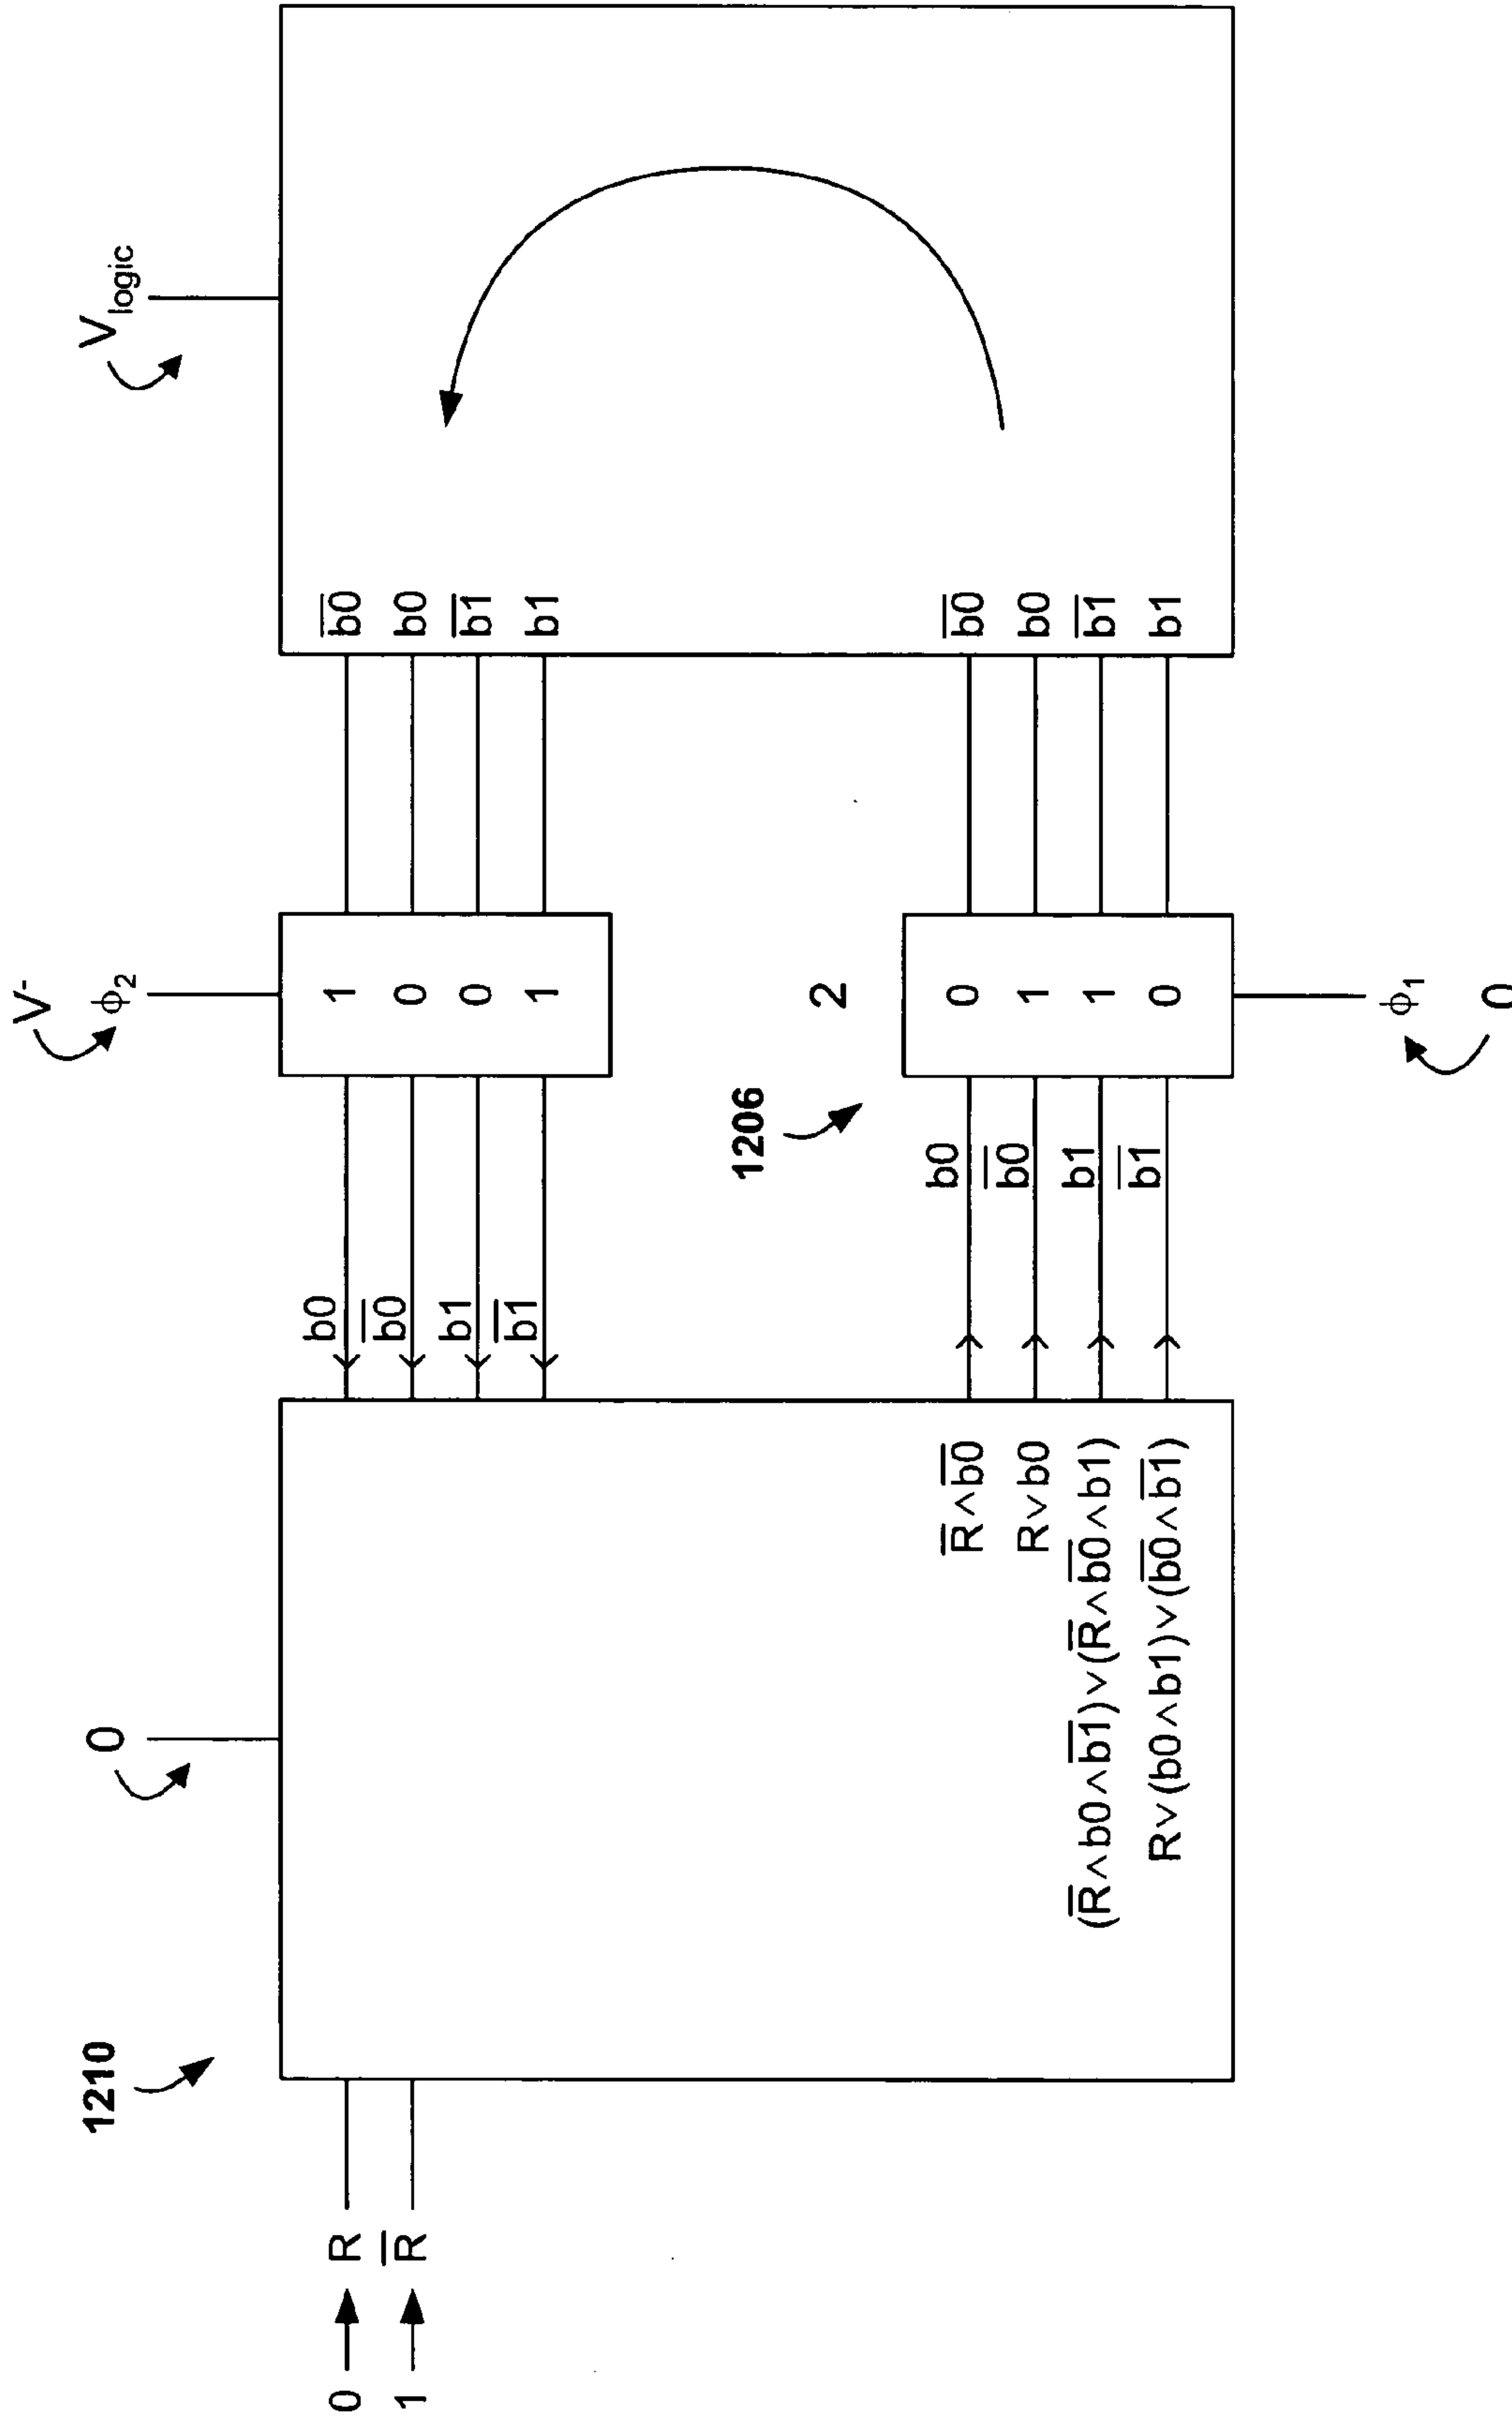 V⁻
1210
0
ϕ₂
V_logic
0 R b0 1 b̅0̅
1 R̅ b̅0̅ 0 b0
b1 0 b̅1̅
b̅1̅ 1 b1
1206
2
R̅∧b̅0̅ b0 0 b̅0̅
R∨b0 b̅0̅ 1 b0
(R̅∧b0∧b̅1̅)∨(R̅∧b̅0̅∧b1) b1 1 b̅1̅
R∨(b0∧b1)∨(b̅0̅∧b̅1̅) b̅1̅ 0 b1
ϕ₁
0